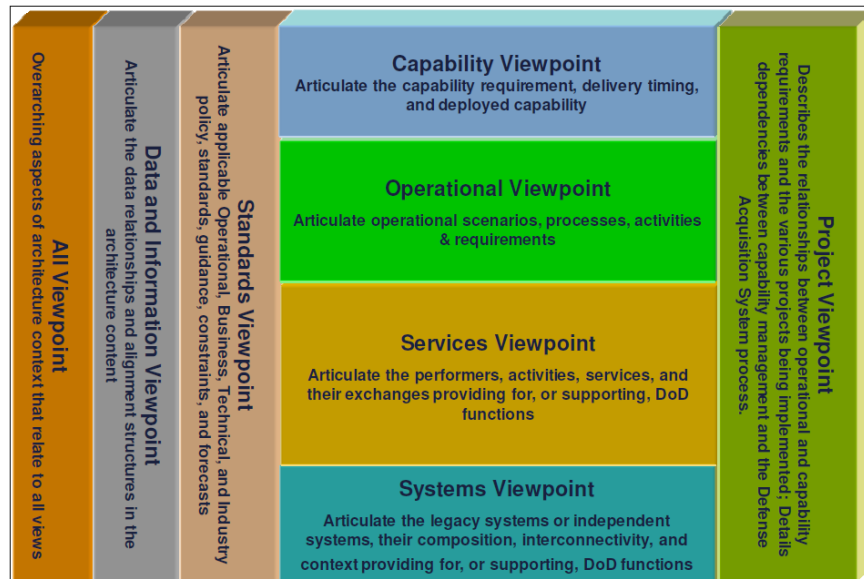 All Viewpoint
Overarching aspects of architecture context that relate to all views
Data and Information Viewpoint
Articulate the data relationships and alignment structures in the
architecture content
Standards Viewpoint
Articulate applicable Operational, Business, Technical, and Industry
policy, standards, guidance, constraints, and forecasts
Capability Viewpoint
Articulate the capability requirement, delivery timing,
and deployed capability
Operational Viewpoint
Articulate operational scenarios, processes, activities
& requirements
Services Viewpoint
Articulate the performers, activities, services, and
their exchanges providing for, or supporting, DoD
functions
Systems Viewpoint
Articulate the legacy systems or independent
systems, their composition, interconnectivity, and
context providing for, or supporting, DoD functions
Project Viewpoint
Describes the relationships between operational and capability
requirements and the various projects being implemented; Details
dependencies between capability management and the Defense
Acquisition System process.